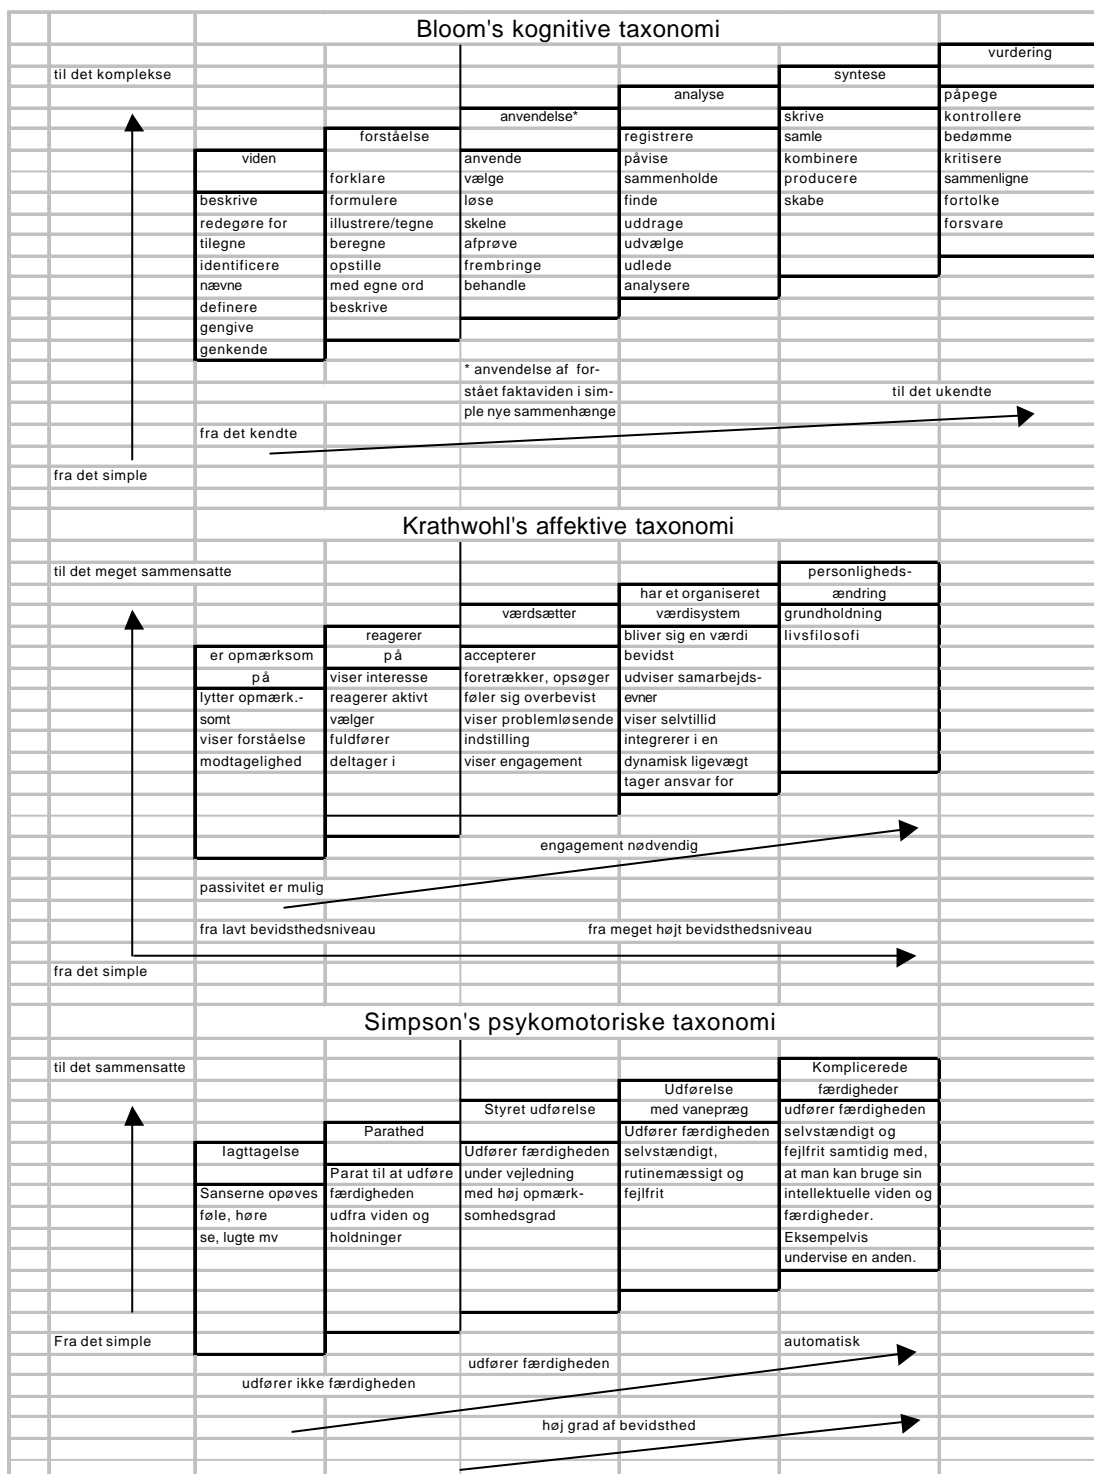 Bloom's kognitive taxonomi
til det komplekse
viden
beskrive
redegøre for
tilegne
identificere
nævne
definere
gengive
genkende
forståelse
forklare
formulere
illustrere/tegne
beregne
opstille
med egne ord
beskrive
anvendelse*
anvende
vælge
løse
skelne
afprøve
frembringe
behandle
analyse
registrere
påvise
sammenholde
finde
uddrage
udvælge
udlede
analysere
syntese
skrive
samle
kombinere
producere
skabe
vurdering
påpege
kontrollere
bedømme
kritisere
sammenligne
fortolke
forsvare
* anvendelse af for-
stået faktaviden i sim-
ple nye sammenhænge
til det ukendte
fra det kendte
fra det simple
Krathwohl's affektive taxonomi
til det meget sammensatte
er opmærksom
på
lytter opmærk.-
somt
viser forståelse
modtagelighed
reagerer
på
viser interesse
reagerer aktivt
vælger
fuldfører
deltager i
værdsætter
accepterer
foretrækker, opsøger
føler sig overbevist
viser problemløsende
indstilling
viser engagement
har et organiseret
værdisystem
bliver sig en værdi
bevidst
udviser samarbejds-
evner
viser selvtillid
integrerer i en
dynamisk ligevægt
tager ansvar for
personligheds-
ændring
grundholdning
livsfilosofi
engagement nødvendig
passivitet er mulig
fra lavt bevidsthedsniveau
fra meget højt bevidsthedsniveau
fra det simple
Simpson's psykomotoriske taxonomi
til det sammensatte
Iagttagelse
Sanserne opøves
føle, høre
se, lugte mv
Parathed
Parat til at udføre
færdigheden
udfra viden og
holdninger
Styret udførelse
Udfører færdigheden
under vejledning
med høj opmærk-
somhedsgrad
Udførelse
med vanepræg
Udfører færdigheden
selvstændigt,
rutinemæssigt og
fejlfrit
Komplicerede
færdigheder
udfører færdigheden
selvstændigt og
fejlfrit samtidig med,
at man kan bruge sin
intellektuelle viden og
færdigheder.
Eksempelvis
undervise en anden.
Fra det simple
automatisk
udfører færdigheden
udfører ikke færdigheden
høj grad af bevidsthed